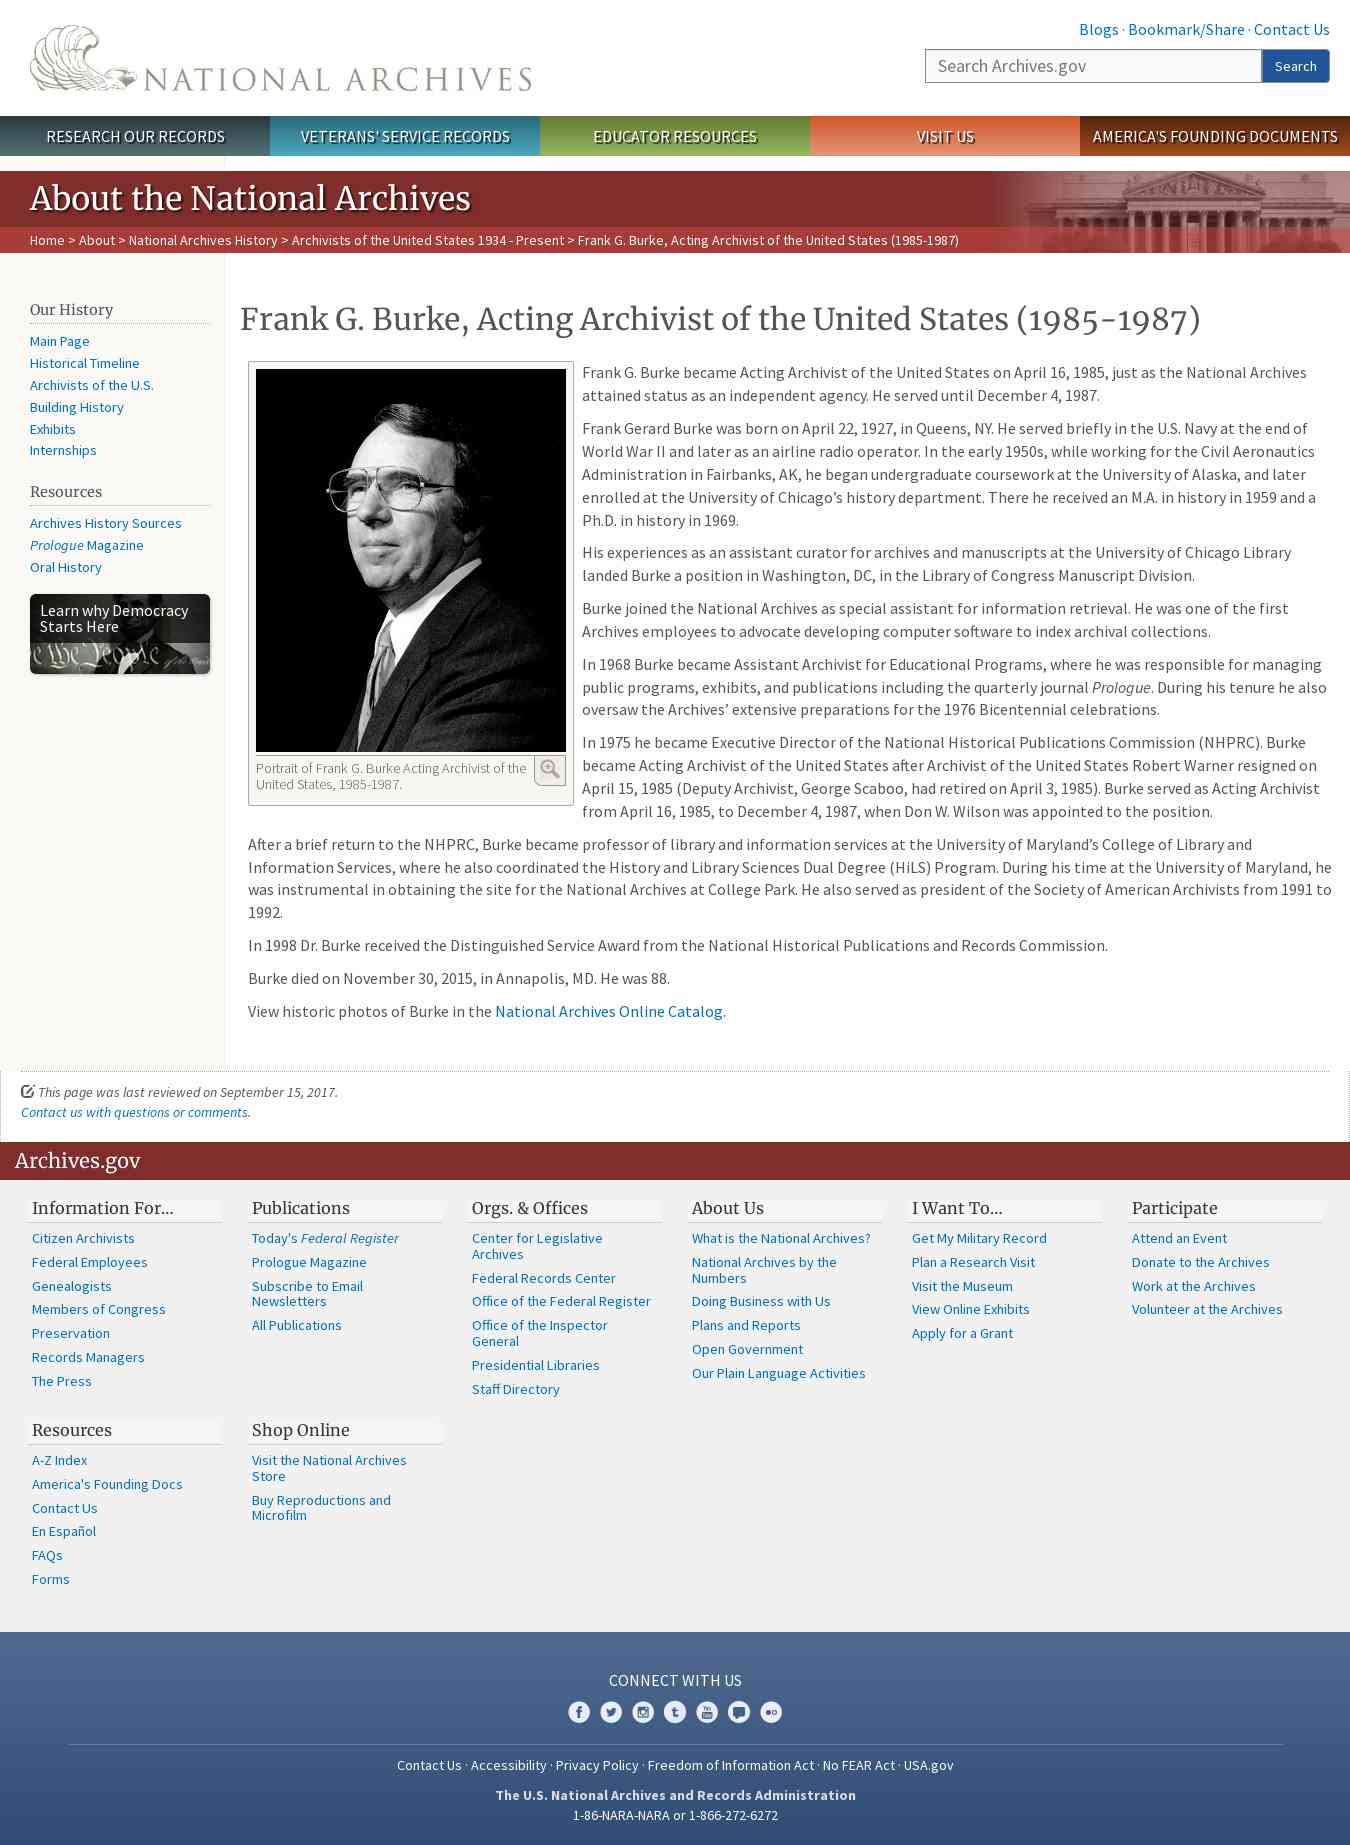 Blogs · Bookmark/Share · Contact Us
NATIONAL ARCHIVES
Search Archives.gov
Search
RESEARCH OUR RECORDS
VETERANS' SERVICE RECORDS
EDUCATOR RESOURCES
VISIT US
AMERICA'S FOUNDING DOCUMENTS
About the National Archives
Home > About > National Archives History > Archivists of the United States 1934 - Present > Frank G. Burke, Acting Archivist of the United States (1985-1987)
Our History
Main Page
Historical Timeline
Archivists of the U.S.
Building History
Exhibits
Internships
Resources
Archives History Sources
Prologue Magazine
Oral History
Learn why Democracy
Starts Here
e the People
Frank G. Burke, Acting Archivist of the United States (1985-1987)
Portrait of Frank G. Burke Acting Archivist of the
United States, 1985-1987.
Frank G. Burke became Acting Archivist of the United States on April 16, 1985, just as the National Archives
attained status as an independent agency. He served until December 4, 1987.
Frank Gerard Burke was born on April 22, 1927, in Queens, NY. He served briefly in the U.S. Navy at the end of
World War II and later as an airline radio operator. In the early 1950s, while working for the Civil Aeronautics
Administration in Fairbanks, AK, he began undergraduate coursework at the University of Alaska, and later
enrolled at the University of Chicago’s history department. There he received an M.A. in history in 1959 and a
Ph.D. in history in 1969.
His experiences as an assistant curator for archives and manuscripts at the University of Chicago Library
landed Burke a position in Washington, DC, in the Library of Congress Manuscript Division.
Burke joined the National Archives as special assistant for information retrieval. He was one of the first
Archives employees to advocate developing computer software to index archival collections.
In 1968 Burke became Assistant Archivist for Educational Programs, where he was responsible for managing
public programs, exhibits, and publications including the quarterly journal Prologue. During his tenure he also
oversaw the Archives’ extensive preparations for the 1976 Bicentennial celebrations.
In 1975 he became Executive Director of the National Historical Publications Commission (NHPRC). Burke
became Acting Archivist of the United States after Archivist of the United States Robert Warner resigned on
April 15, 1985 (Deputy Archivist, George Scaboo, had retired on April 3, 1985). Burke served as Acting Archivist
from April 16, 1985, to December 4, 1987, when Don W. Wilson was appointed to the position.
After a brief return to the NHPRC, Burke became professor of library and information services at the University of Maryland’s College of Library and
Information Services, where he also coordinated the History and Library Sciences Dual Degree (HiLS) Program. During his time at the University of Maryland, he
was instrumental in obtaining the site for the National Archives at College Park. He also served as president of the Society of American Archivists from 1991 to
1992.
In 1998 Dr. Burke received the Distinguished Service Award from the National Historical Publications and Records Commission.
Burke died on November 30, 2015, in Annapolis, MD. He was 88.
View historic photos of Burke in the National Archives Online Catalog.
This page was last reviewed on September 15, 2017.
Contact us with questions or comments.
Archives.gov
Information For…
Citizen Archivists
Federal Employees
Genealogists
Members of Congress
Preservation
Records Managers
The Press
Publications
Today's Federal Register
Prologue Magazine
Subscribe to Email
Newsletters
All Publications
Orgs. & Offices
Center for Legislative
Archives
Federal Records Center
Office of the Federal Register
Office of the Inspector
General
Presidential Libraries
Staff Directory
About Us
What is the National Archives?
National Archives by the
Numbers
Doing Business with Us
Plans and Reports
Open Government
Our Plain Language Activities
I Want To…
Get My Military Record
Plan a Research Visit
Visit the Museum
View Online Exhibits
Apply for a Grant
Participate
Attend an Event
Donate to the Archives
Work at the Archives
Volunteer at the Archives
Resources
A-Z Index
America's Founding Docs
Contact Us
En Español
FAQs
Forms
Shop Online
Visit the National Archives
Store
Buy Reproductions and
Microfilm
CONNECT WITH US
Contact Us · Accessibility · Privacy Policy · Freedom of Information Act · No FEAR Act · USA.gov
The U.S. National Archives and Records Administration
1-86-NARA-NARA or 1-866-272-6272